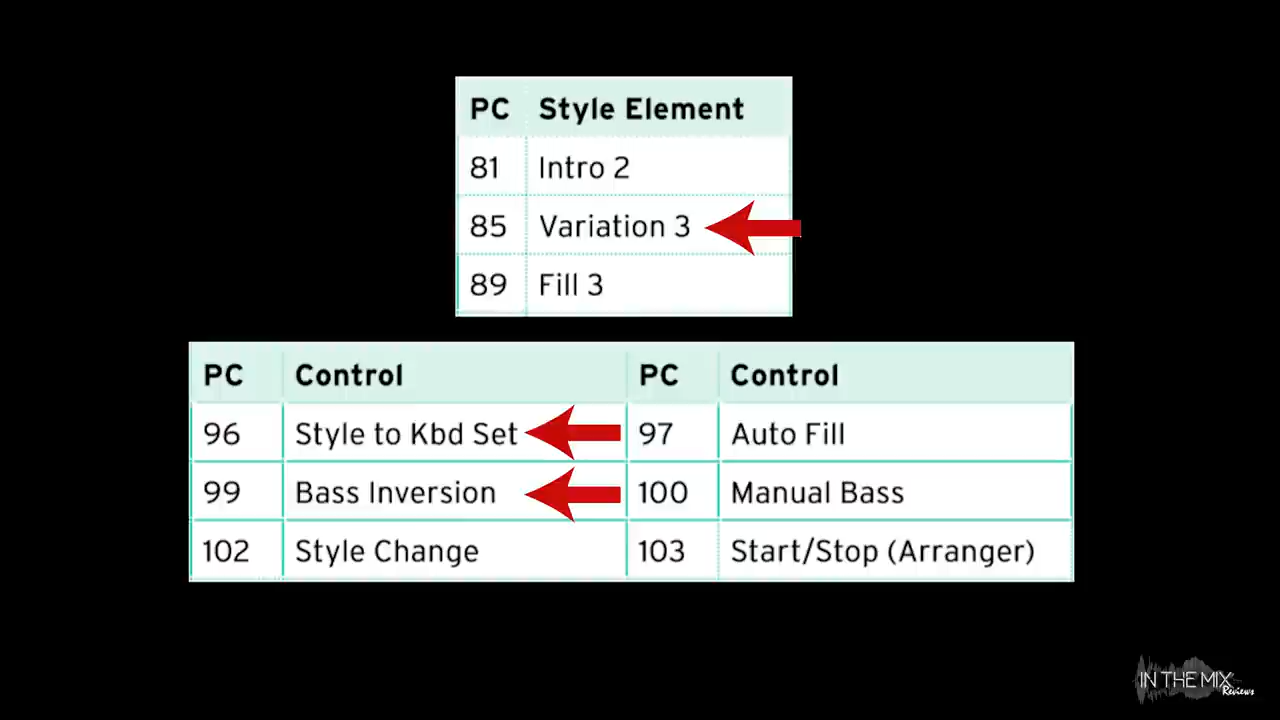 PC Style Element
81 Intro 2
85 Variation 3
89 Fill 3
PC Control PC Control
96 Style to Kbd Set 97 Auto Fill
99 Bass Inversion 100 Manual Bass
102 Style Change 103 Start/Stop (Arranger)
IN THE MIX
Reviews